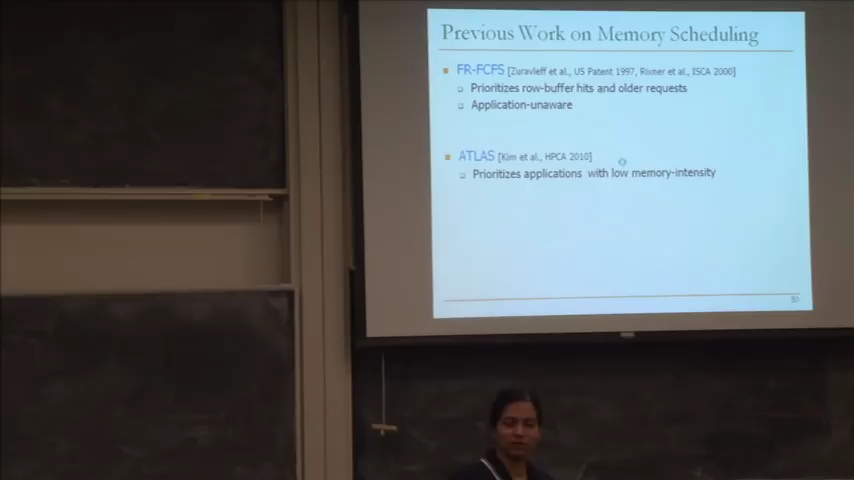 Previous Work on Memory Scheduling
FR-FCFS [Zuravleff et al., US Patent 1997, Rixner et al., ISCA 2000]
Prioritizes row-buffer hits and older requests
Application-unaware
ATLAS [Kim et al., HPCA 2010]
Prioritizes applications with low memory-intensity